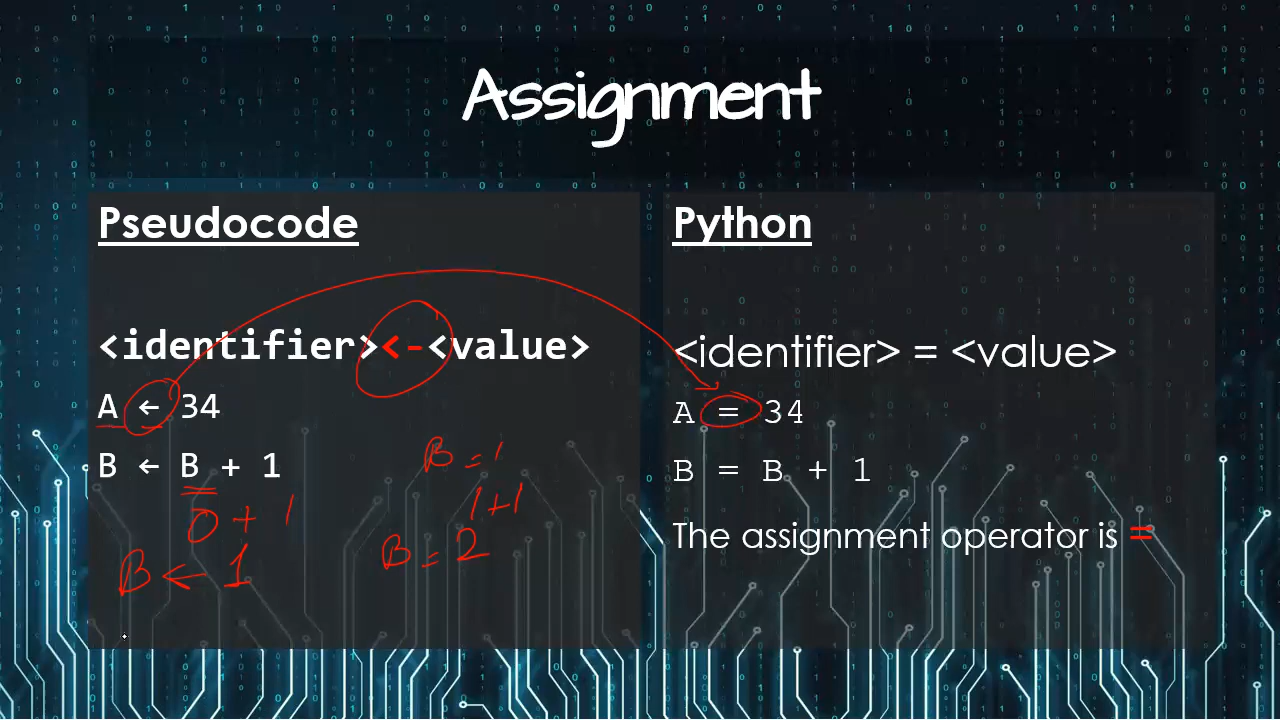 Assignment
Pseudocode
<identifier><-<value>
A ← 34
B ← B + 1
0 + 1
B ← 1
B = 1
1+1
B = 2
Python
<identifier> = <value>
A = 34
B = B + 1
The assignment operator is =